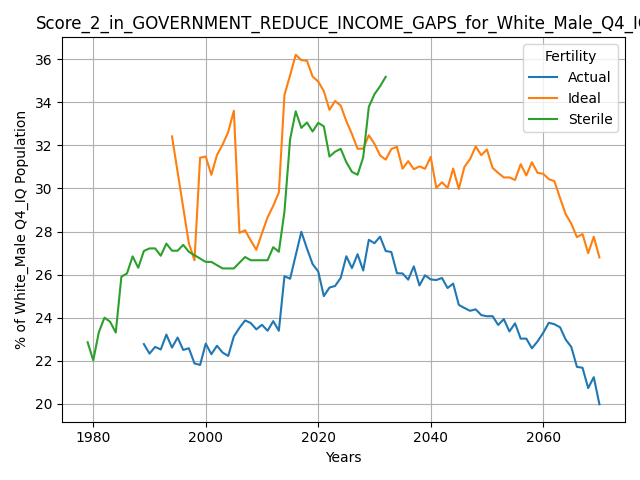 Score_2_in_GOVERNMENT_REDUCE_INCOME_GAPS_for_White_Male_Q4_IQ
Fertility
Actual
Ideal
Sterile
% of White_Male Q4_IQ Population
36
34
32
30
28
26
24
22
20
1980
2000
2020
2040
2060
Years